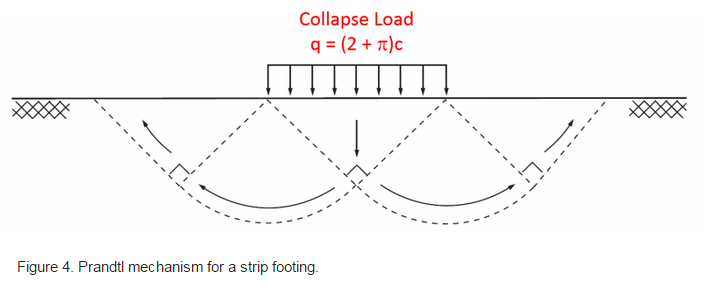 Collapse Load
q = (2 + π)c
Figure 4. Prandtl mechanism for a strip footing.